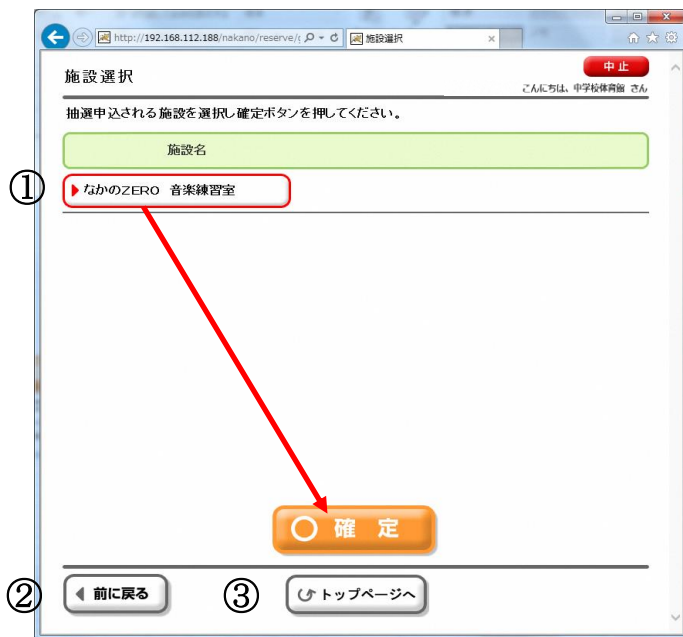 http://192.168.112.188/nakano/reserve/
施設選択
施設選択
中止
こんにちは、中学校体育館 さん
抽選申込される施設を選択し確定ボタンを押してください。
施設名
① なかのZERO 音楽練習室
確定
② 前に戻る
③ トップページへ